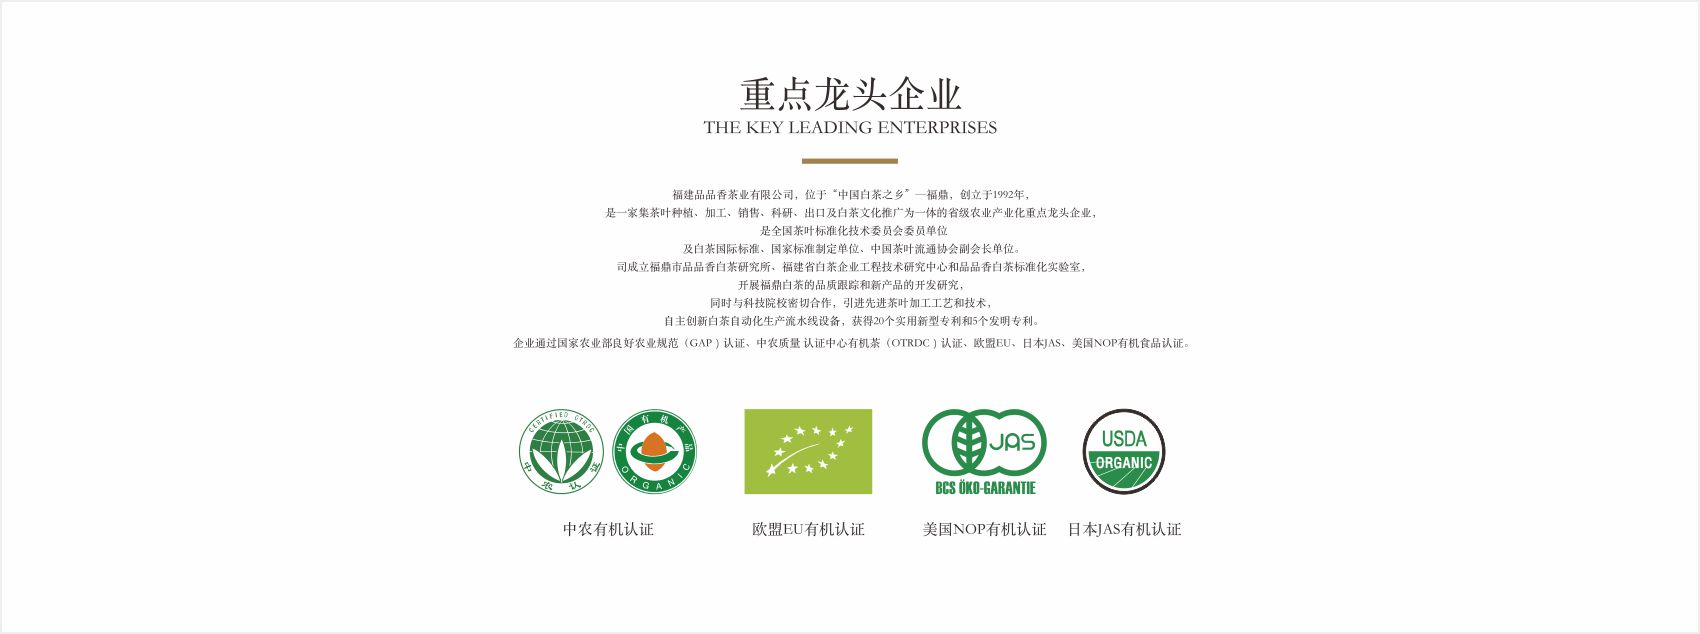 重点龙头企业
THE KEY LEADING ENTERPRISES
福建品品香茶业有限公司，位于“中国白茶之乡”—福鼎，创立于1992年，
是一家集茶叶种植、加工、销售、科研、出口及白茶文化推广为一体的省级农业产业化重点龙头企业，
是全国茶叶标准化技术委员会委员单位
及白茶国际标准、国家标准制定单位、中国茶叶流通协会副会长单位。
司成立福鼎市品品香白茶研究所、福建省白茶企业工程技术研究中心和品品香白茶标准化实验室，
开展福鼎白茶的品质跟踪和新产品的开发研究，
同时与科技院校密切合作，引进先进茶叶加工工艺和技术，
自主创新白茶自动化生产流水线设备，获得20个实用新型专利和5个发明专利。
企业通过国家农业部良好农业规范（GAP）认证、中农质量 认证中心有机茶（OTRDC）认证、欧盟EU、日本JAS、美国NOP有机食品认证。
CERTIFIED OTRDC
中农认证
中国有机产品
ORGANIC
JAS
BCS ÖKO-GARANTIE
USDA
ORGANIC
中农有机认证
欧盟EU有机认证
美国NOP有机认证
日本JAS有机认证